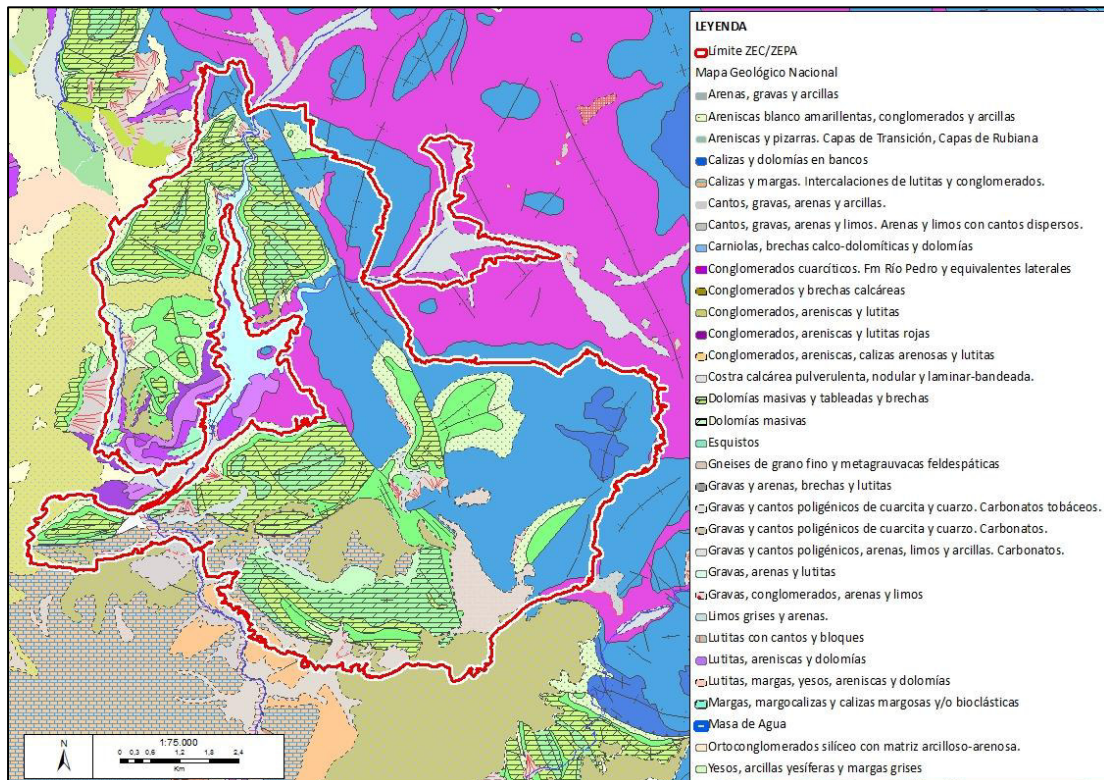 LEYENDA
Límite ZEC/ZEPA
Mapa Geológico Nacional
Arenas, gravas y arcillas
Areniscas blanco amarillentas, conglomerados y arcillas
Areniscas y pizarras. Capas de Transición, Capas de Rubiana
Calizas y dolomías en bancos
Calizas y margas. Intercalaciones de lutitas y conglomerados.
Cantos, gravas, arenas y arcillas.
Cantos, gravas, arenas y limos. Arenas y limos con cantos dispersos.
Carniolas, brechas calco-dolomíticas y dolomías
Conglomerados cuarcíticos. Fm Río Pedro y equivalentes laterales
Conglomerados y brechas calcáreas
Conglomerados, areniscas y lutitas
Conglomerados, areniscas y lutitas rojas
Conglomerados, areniscas, calizas arenosas y lutitas
Costra calcárea pulverulenta, nodular y laminar-bandeada.
Dolomías masivas y tableadas y brechas
Dolomías masivas
Esquistos
Gneises de grano fino y metagrauvacas feldespáticas
Gravas y arenas, brechas y lutitas
Gravas y cantos poligénicos de cuarcita y cuarzo. Carbonatos tobáceos.
Gravas y cantos poligénicos de cuarcita y cuarzo. Carbonatos.
Gravas y cantos poligénicos, arenas, limos y arcillas. Carbonatos.
Gravas, arenas y lutitas
Gravas, conglomerados, arenas y limos
Limos grises y arenas.
Lutitas con cantos y bloques
Lutitas, areniscas y dolomías
Lutitas, margas, yesos, areniscas y dolomías
Margas, margocalizas y calizas margosas y/o bioclásticas
Masa de Agua
Ortoconglomerados silíceo con matriz arcilloso-arenosa.
Yesos, arcillas yesíferas y margas grises
N
1:75.000
0 0,3 0,6 1,2 1,8 2,4
Km